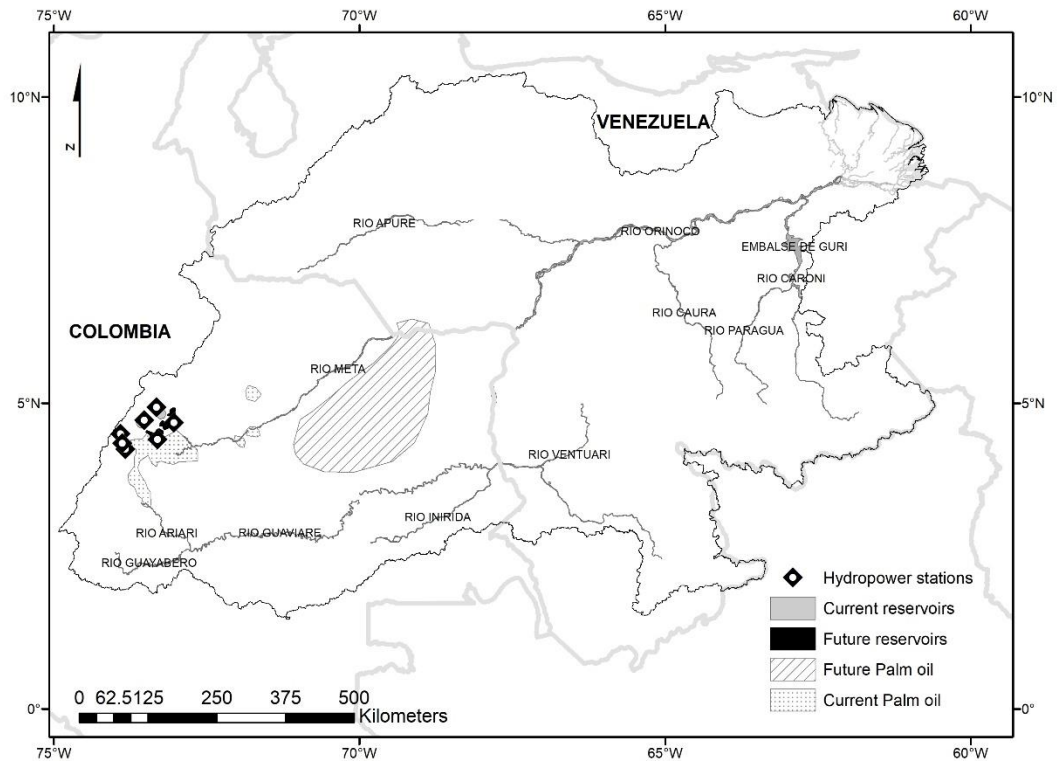 75°W 70°W 65°W 60°W
10°N 10°N
N
VENEZUELA
RIO APURE
RIO ORINOCO
EMBALSE DE GURI
RIO CARONI
RIO CAURA
COLOMBIA
RIO PARAGUA
RIO META
5°N 5°N
RIO VENTUARI
RIO INIRIDA
RIO ARIARI RIO GUAVIARE
RIO GUAYABERO
Hydropower stations
Current reservoirs
Future reservoirs
Future Palm oil
Current Palm oil
0 62.5 125 250 375 500
Kilometers
0° 0°
75°W 70°W 65°W 60°W